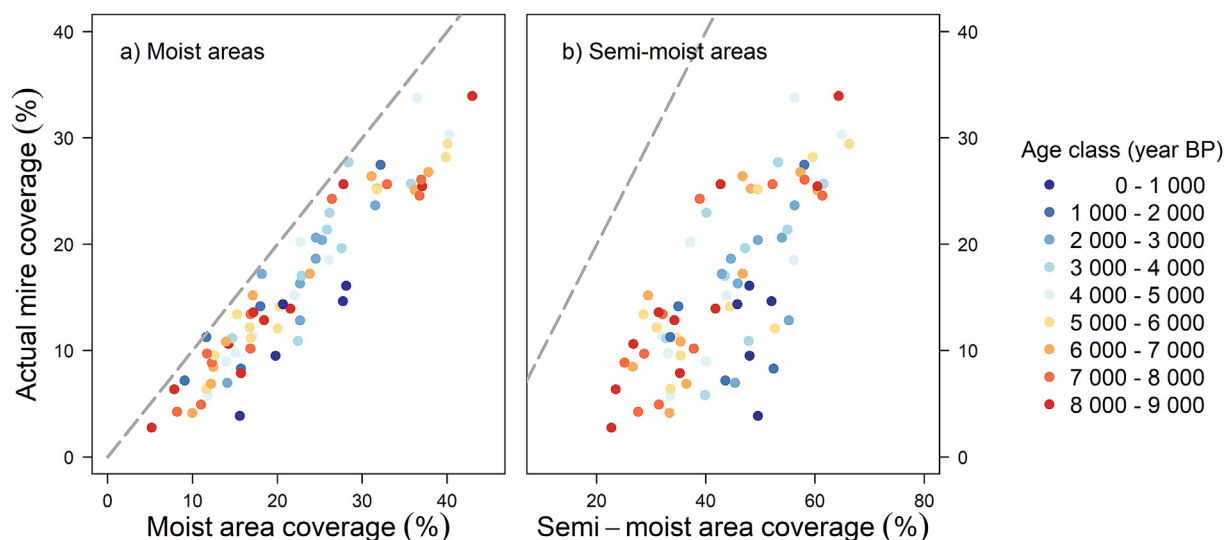 a) Moist areas
b) Semi-moist areas
Actual mire coverage (%)
40
30
20
10
0
0
10
20
30
40
Moist area coverage (%)
20
40
60
80
Semi – moist area coverage (%)
40
30
20
10
0
Age class (year BP)
0 - 1 000
1 000 - 2 000
2 000 - 3 000
3 000 - 4 000
4 000 - 5 000
5 000 - 6 000
6 000 - 7 000
7 000 - 8 000
8 000 - 9 000